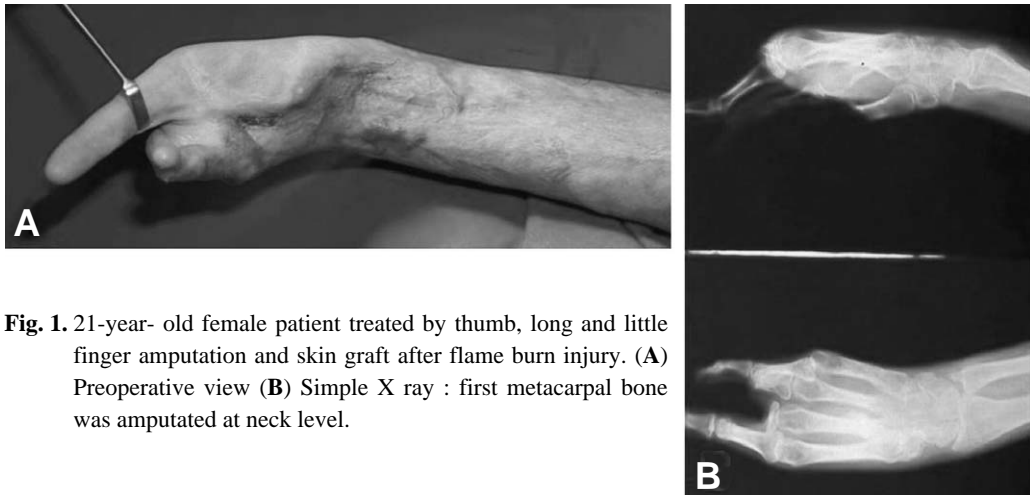 A
B
Fig. 1. 21-year- old female patient treated by thumb, long and little
finger amputation and skin graft after flame burn injury. (A)
Preoperative view (B) Simple X ray : first metacarpal bone
was amputated at neck level.